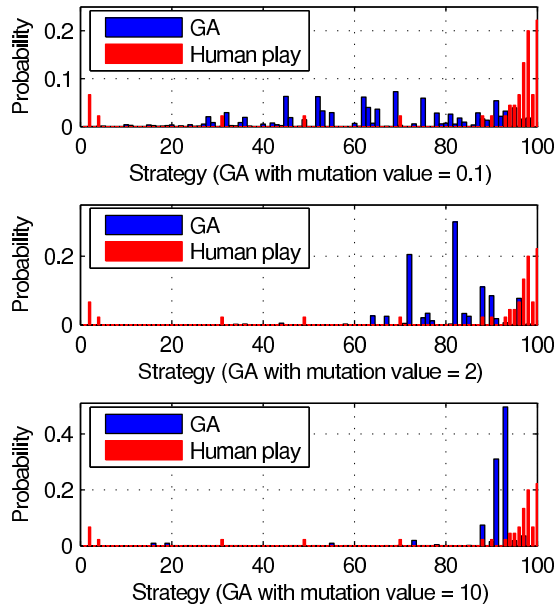 Probability
0.2
0.1
0
GA
Human play
0 20 40 60 80 100
Strategy (GA with mutation value = 0.1)
Probability
0.2
0
GA
Human play
0 20 40 60 80 100
Strategy (GA with mutation value = 2)
Probability
0.4
0.2
0
GA
Human play
0 20 40 60 80 100
Strategy (GA with mutation value = 10)